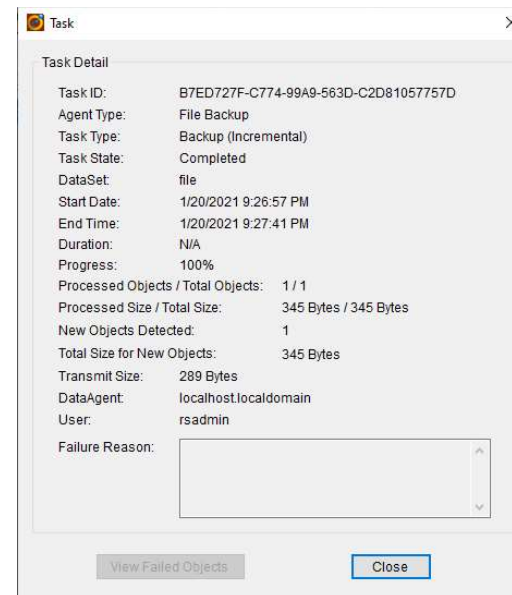 Task
Task Detail
Task ID: B7ED727F-C774-99A9-563D-C2D81057757D
Agent Type: File Backup
Task Type: Backup (Incremental)
Task State: Completed
DataSet: file
Start Date: 1/20/2021 9:26:57 PM
End Time: 1/20/2021 9:27:41 PM
Duration: N/A
Progress: 100%
Processed Objects / Total Objects: 1 / 1
Processed Size / Total Size: 345 Bytes / 345 Bytes
New Objects Detected: 1
Total Size for New Objects: 345 Bytes
Transmit Size: 289 Bytes
DataAgent: localhost.localdomain
User: rsadmin
Failure Reason:
View Failed Objects Close